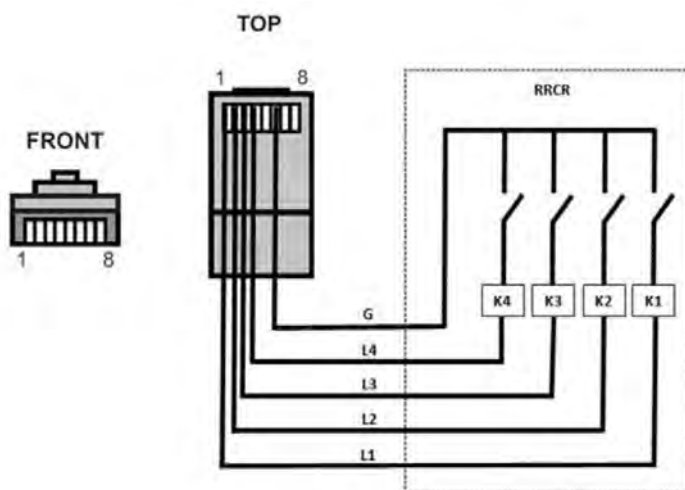 TOP
1 8
RRCR
FRONT
1 8
K4 K3 K2 K1
G
L4
L3
L2
L1